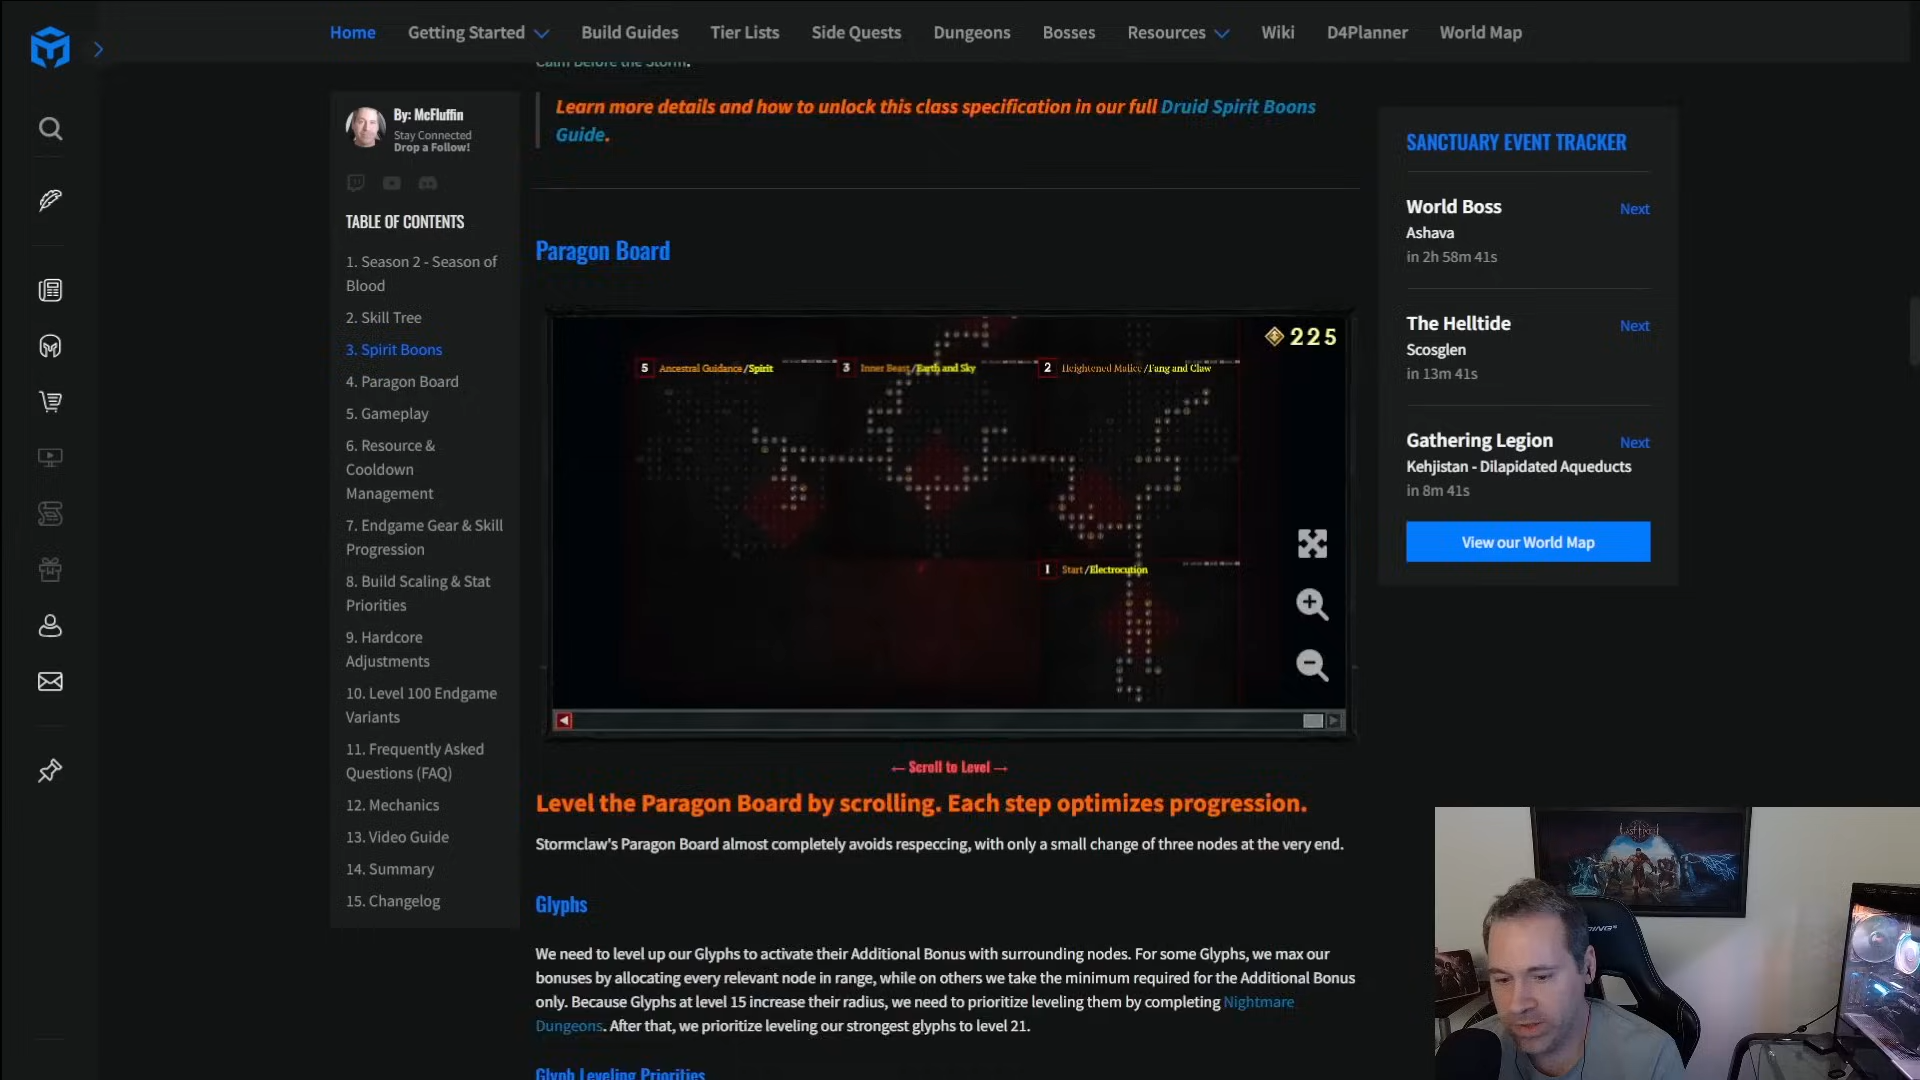 Home
Getting Started
Build Guides
Tier Lists
Side Quests
Dungeons
Bosses
Resources
Wiki
D4Planner
World Map
By: McFluffin
Stay Connected
Drop a Follow!
TABLE OF CONTENTS
1. Season 2 - Season of
Blood
2. Skill Tree
3. Spirit Boons
4. Paragon Board
5. Gameplay
6. Resource &
Cooldown
Management
7. Endgame Gear & Skill
Progression
8. Build Scaling & Stat
Priorities
9. Hardcore
Adjustments
10. Level 100 Endgame
Variants
11. Frequently Asked
Questions (FAQ)
12. Mechanics
13. Video Guide
14. Summary
15. Changelog
Calm Before the Storm.
Learn more details and how to unlock this class specification in our full Druid Spirit Boons
Guide.
Paragon Board
225
5 Ancestral Guidance/Spirit
3 Inner Beast/Earth and Sky
2 Heightened Malice/Fang and Claw
1 Start/Electrocution
← Scroll to Level →
Level the Paragon Board by scrolling. Each step optimizes progression.
Stormclaw's Paragon Board almost completely avoids respeccing, with only a small change of three nodes at the very end.
Glyphs
We need to level up our Glyphs to activate their Additional Bonus with surrounding nodes. For some Glyphs, we max our
bonuses by allocating every relevant node in range, while on others we take the minimum required for the Additional Bonus
only. Because Glyphs at level 15 increase their radius, we need to prioritize leveling them by completing Nightmare
Dungeons. After that, we prioritize leveling our strongest glyphs to level 21.
Glyph Leveling Priorities
SANCTUARY EVENT TRACKER
World Boss
Next
Ashava
in 2h 58m 41s
The Helltide
Next
Scosglen
in 13m 41s
Gathering Legion
Next
Kehjistan - Dilapidated Aqueducts
in 8m 41s
View our World Map
LAST EPOCH